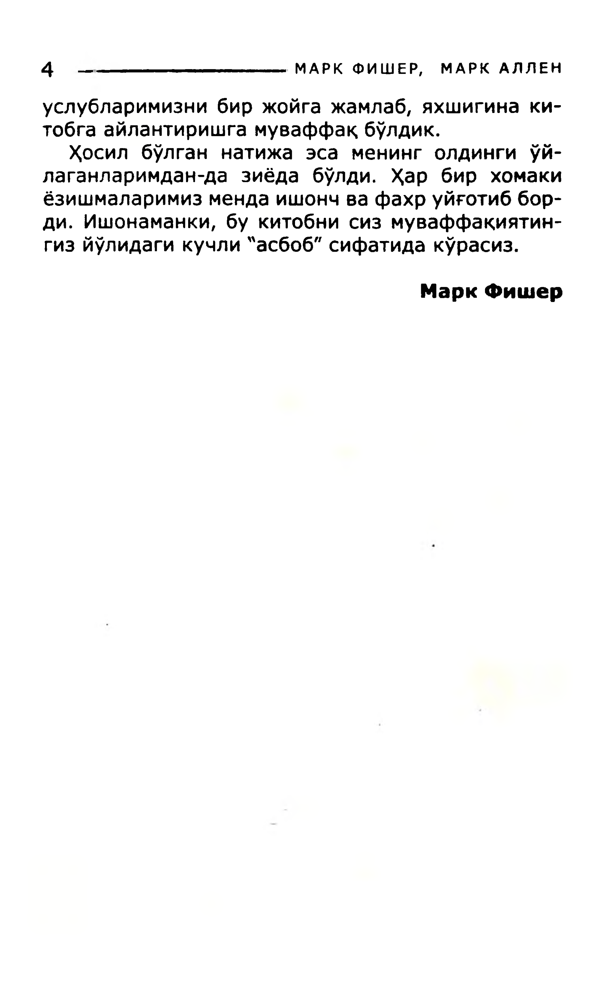 4 МАРК ФИШЕР, МАРК АЛЛЕН
услубларимизни бир жойга жамлаб, яхшигина ки-
тобга айлантиришга муваффақ бўлдик.
Ҳосил бўлган натижа эса менинг олдинги ўй-
лаганларимдан-да зиёда бўлди. Ҳар бир хомаки
ёзишмаларимиз менда ишонч ва фахр уйғотиб бор-
ди. Ишонаманки, бу китобни сиз муваффақиятин-
гиз йўлидаги кучли "асбоб" сифатида кўрасиз.
Марк Фишер